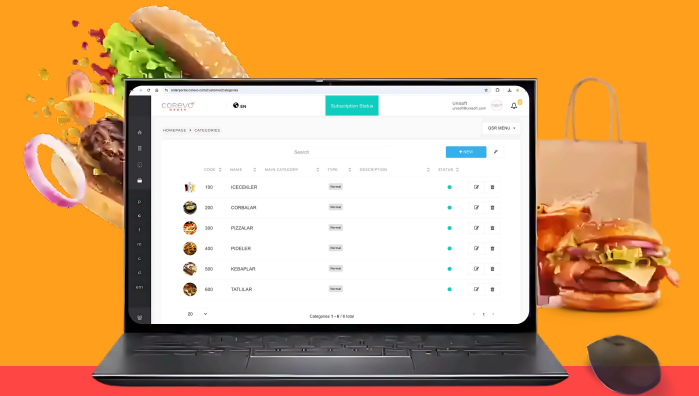 corevo
EN
Subscription Status
Unisoft
QSR MENU
HOMEPAGE > CATEGORIES
Search
+ NEW
CODE NAME MAIN CATEGORY TYPE DESCRIPTION STATUS
100 ICECEKLER Normal
200 CORBALAR Normal
300 PIZZALAR Normal
400 PIDELER Normal
500 KEBAPLAR Normal
600 TATLILAR Normal
20 Categories 1 - 6 / 6 total